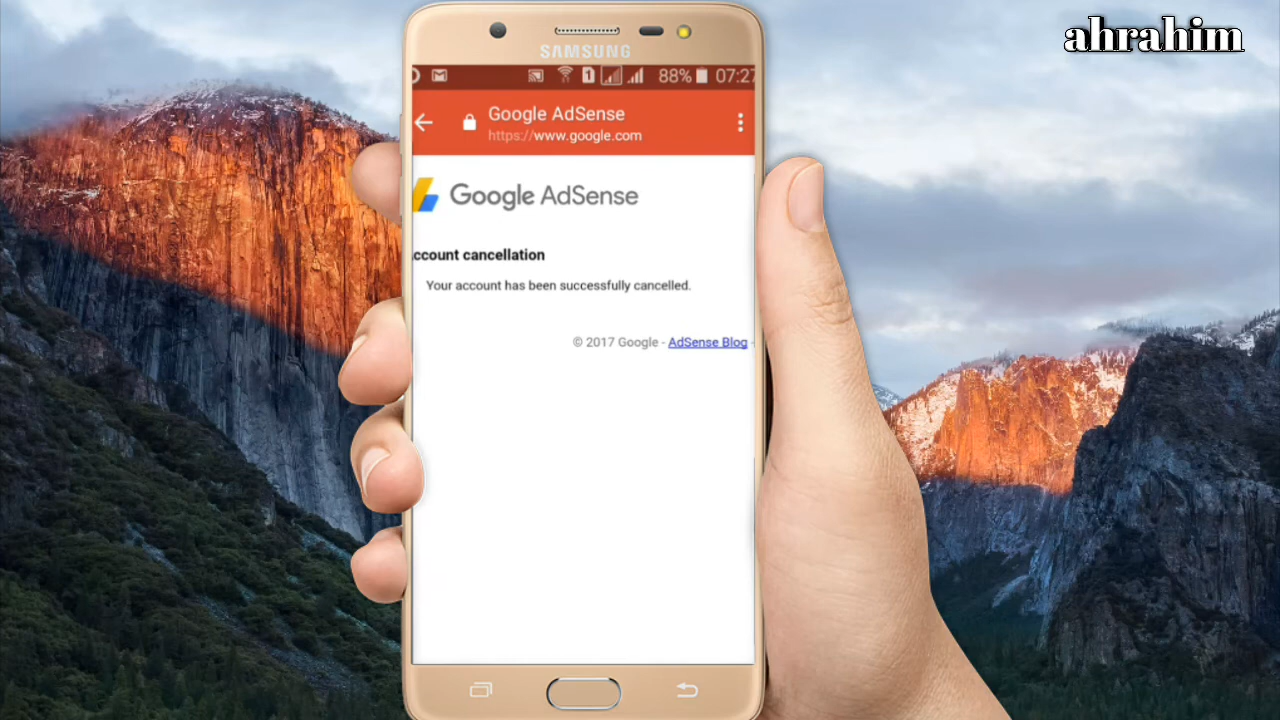 ahrahim
SAMSUNG
1 88% 07:27
Google AdSense
https://www.google.com
Google AdSense
ccount cancellation
Your account has been successfully cancelled.
© 2017 Google - AdSense Blog -